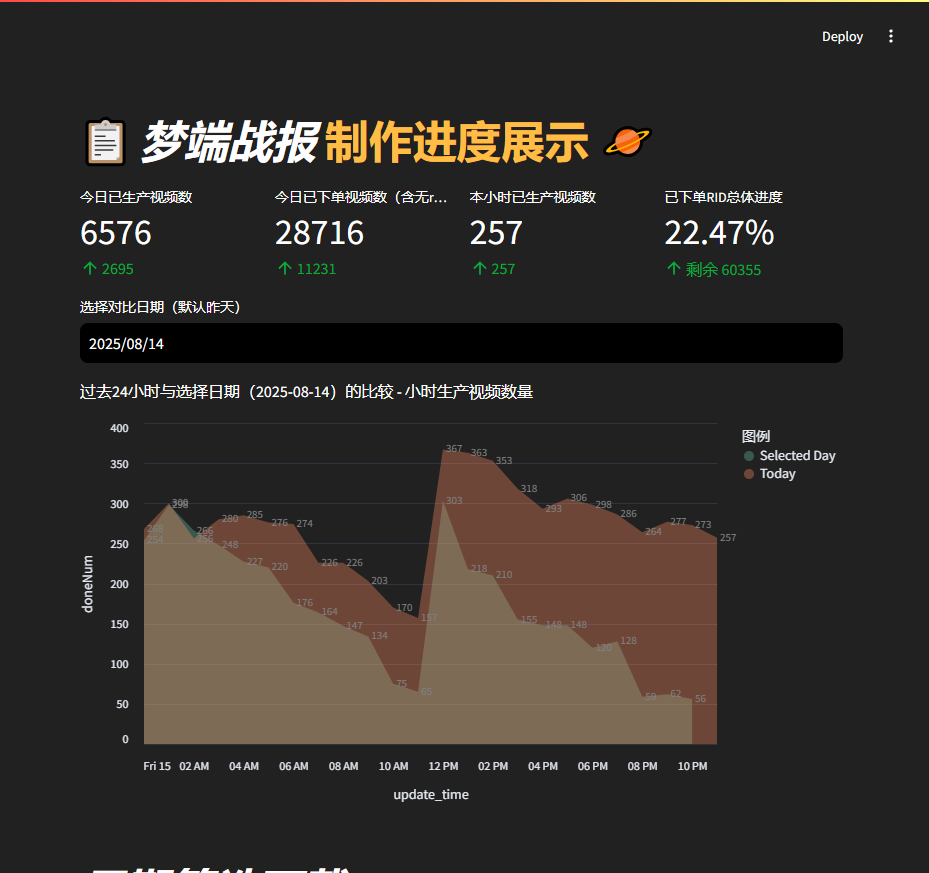 Deploy
梦端战报 制作进度展示
今日已生产视频数
6576
2695
今日已下单视频数（含无r...
28716
11231
本小时已生产视频数
257
257
已下单RID总体进度
22.47%
剩余 60355
选择对比日期（默认昨天）
2025/08/14
过去24小时与选择日期（2025-08-14）的比较 - 小时生产视频数量
图例
Selected Day
Today
doneNum
400
350
300
250
200
150
100
50
0
367 363 353 318 293 306 298 286 264 277 273 257
280 285 276 274 226 226 203 170 157
254 298 266 248 227 220 176 164 147 134 75 65
303 218 210 155 148 148 120 128 59 62 56
Fri 15 02 AM 04 AM 06 AM 08 AM 10 AM 12 PM 02 PM 04 PM 06 PM 08 PM 10 PM
update_time